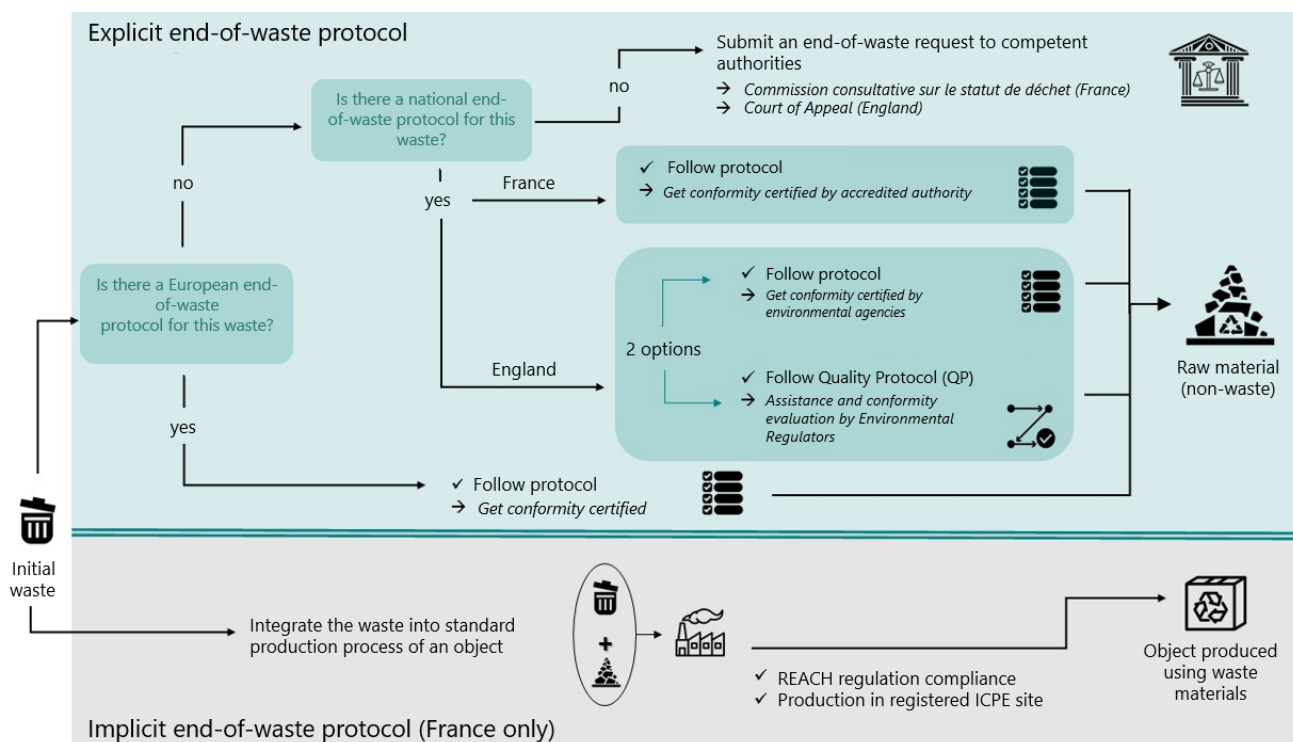 Explicit end-of-waste protocol
Submit an end-of-waste request to competent
authorities
→ Commission consultative sur le statut de déchet (France)
→ Court of Appeal (England)
no
Is there a national end-
of-waste protocol for this
waste?
no
yes
France
✓ Follow protocol
→ Get conformity certified by accredited authority
Is there a European end-
of-waste
protocol for this waste?
2 options
✓ Follow protocol
→ Get conformity certified by
environmental agencies
England
✓ Follow Quality Protocol (QP)
→ Assistance and conformity
evaluation by Environmental
Regulators
Raw material
(non-waste)
yes
✓ Follow protocol
→ Get conformity certified
Initial
waste
Integrate the waste into standard
production process of an object
+
✓ REACH regulation compliance
✓ Production in registered ICPE site
Object produced
using waste
materials
Implicit end-of-waste protocol (France only)